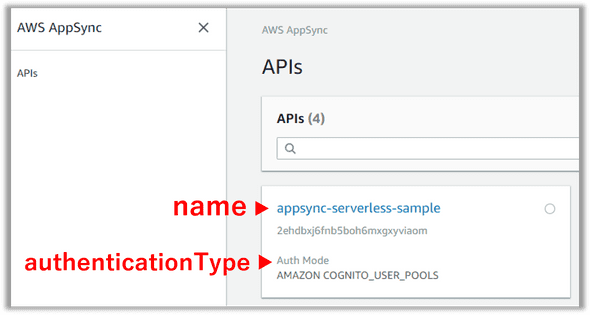 AWS AppSync
APIs
AWS AppSync
APIs
APIs (4)
name
appsync-serverless-sample
2ehdbxj6fnb5boh6mxgxyviaom
authenticationType
Auth Mode
AMAZON COGNITO_USER_POOLS